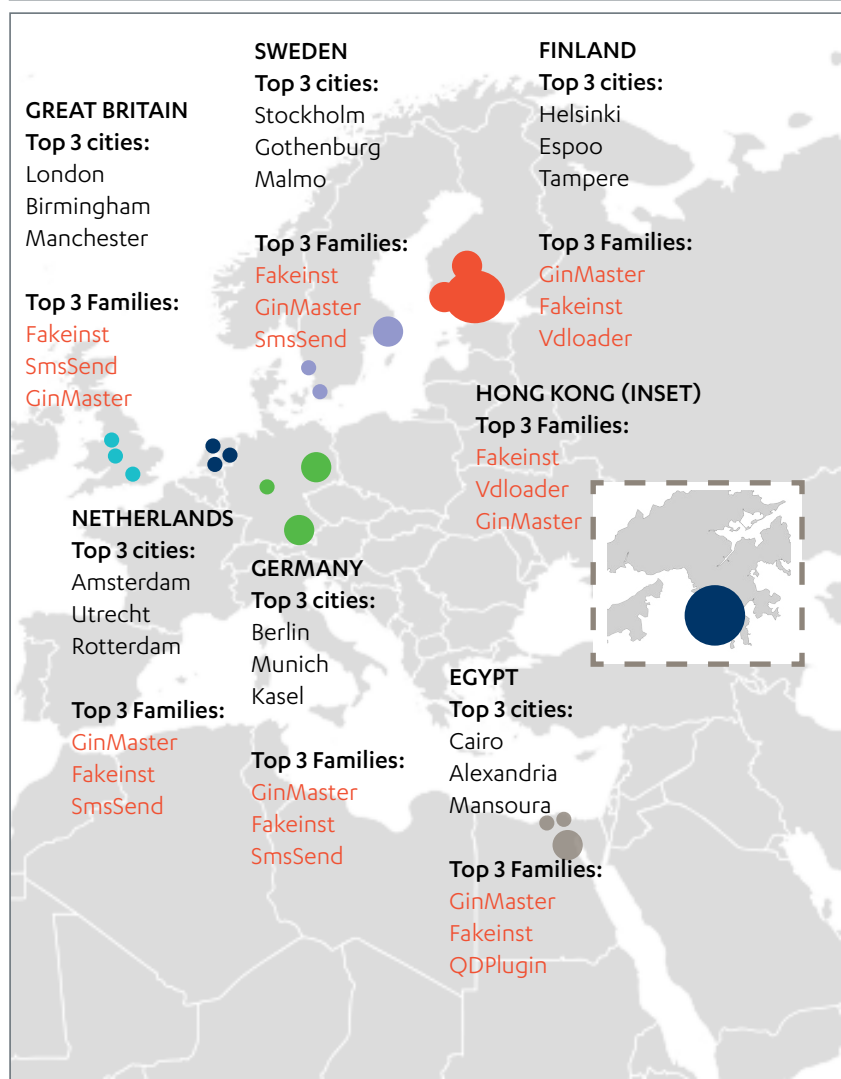 GREAT BRITAIN
Top 3 cities:
London
Birmingham
Manchester
Top 3 Families:
Fakeinst
SmsSend
GinMaster
SWEDEN
Top 3 cities:
Stockholm
Gothenburg
Malmo
Top 3 Families:
Fakeinst
GinMaster
SmsSend
FINLAND
Top 3 cities:
Helsinki
Espoo
Tampere
Top 3 Families:
GinMaster
Fakeinst
Vdloader
HONG KONG (INSET)
Top 3 Families:
Fakeinst
Vdloader
GinMaster
NETHERLANDS
Top 3 cities:
Amsterdam
Utrecht
Rotterdam
Top 3 Families:
GinMaster
Fakeinst
SmsSend
GERMANY
Top 3 cities:
Berlin
Munich
Kasel
Top 3 Families:
GinMaster
Fakeinst
SmsSend
EGYPT
Top 3 cities:
Cairo
Alexandria
Mansoura
Top 3 Families:
GinMaster
Fakeinst
QDPlugin